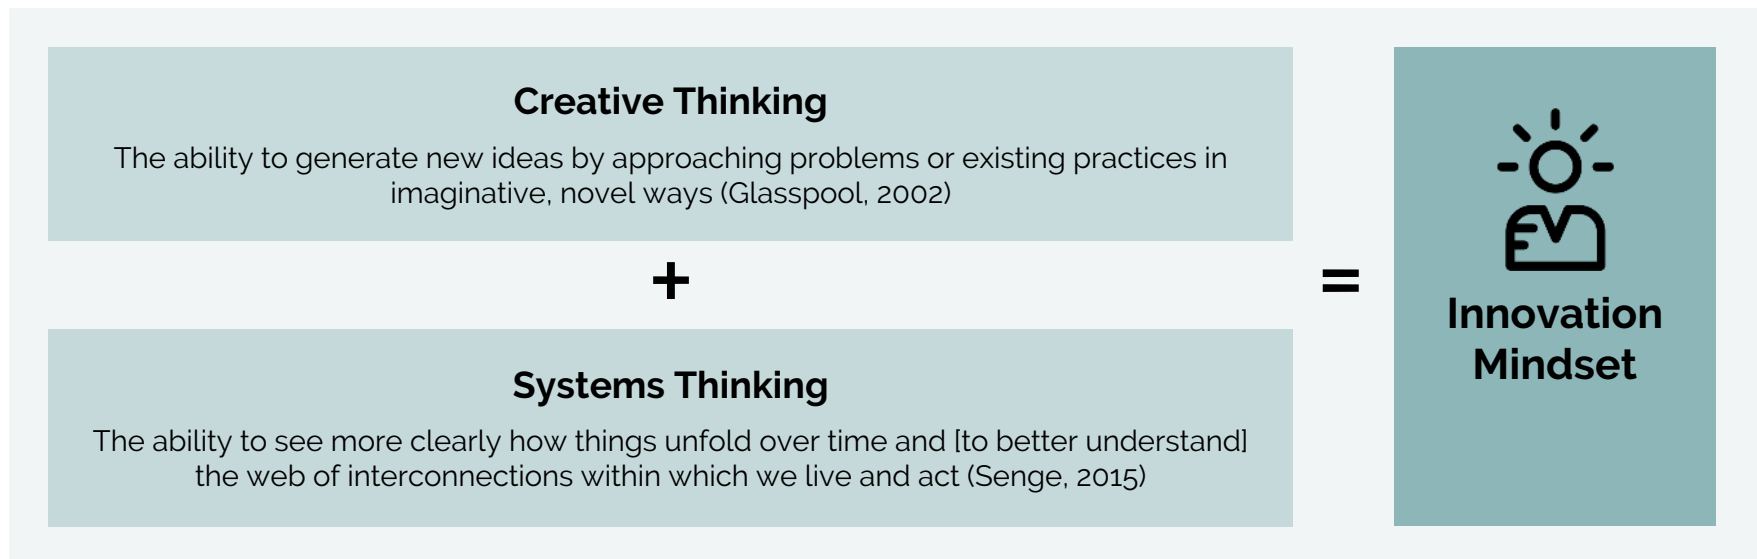 Creative Thinking
The ability to generate new ideas by approaching problems or existing practices in
imaginative, novel ways (Glasspool, 2002)
+
Systems Thinking
The ability to see more clearly how things unfold over time and [to better understand]
the web of interconnections within which we live and act (Senge, 2015)
=
Innovation
Mindset